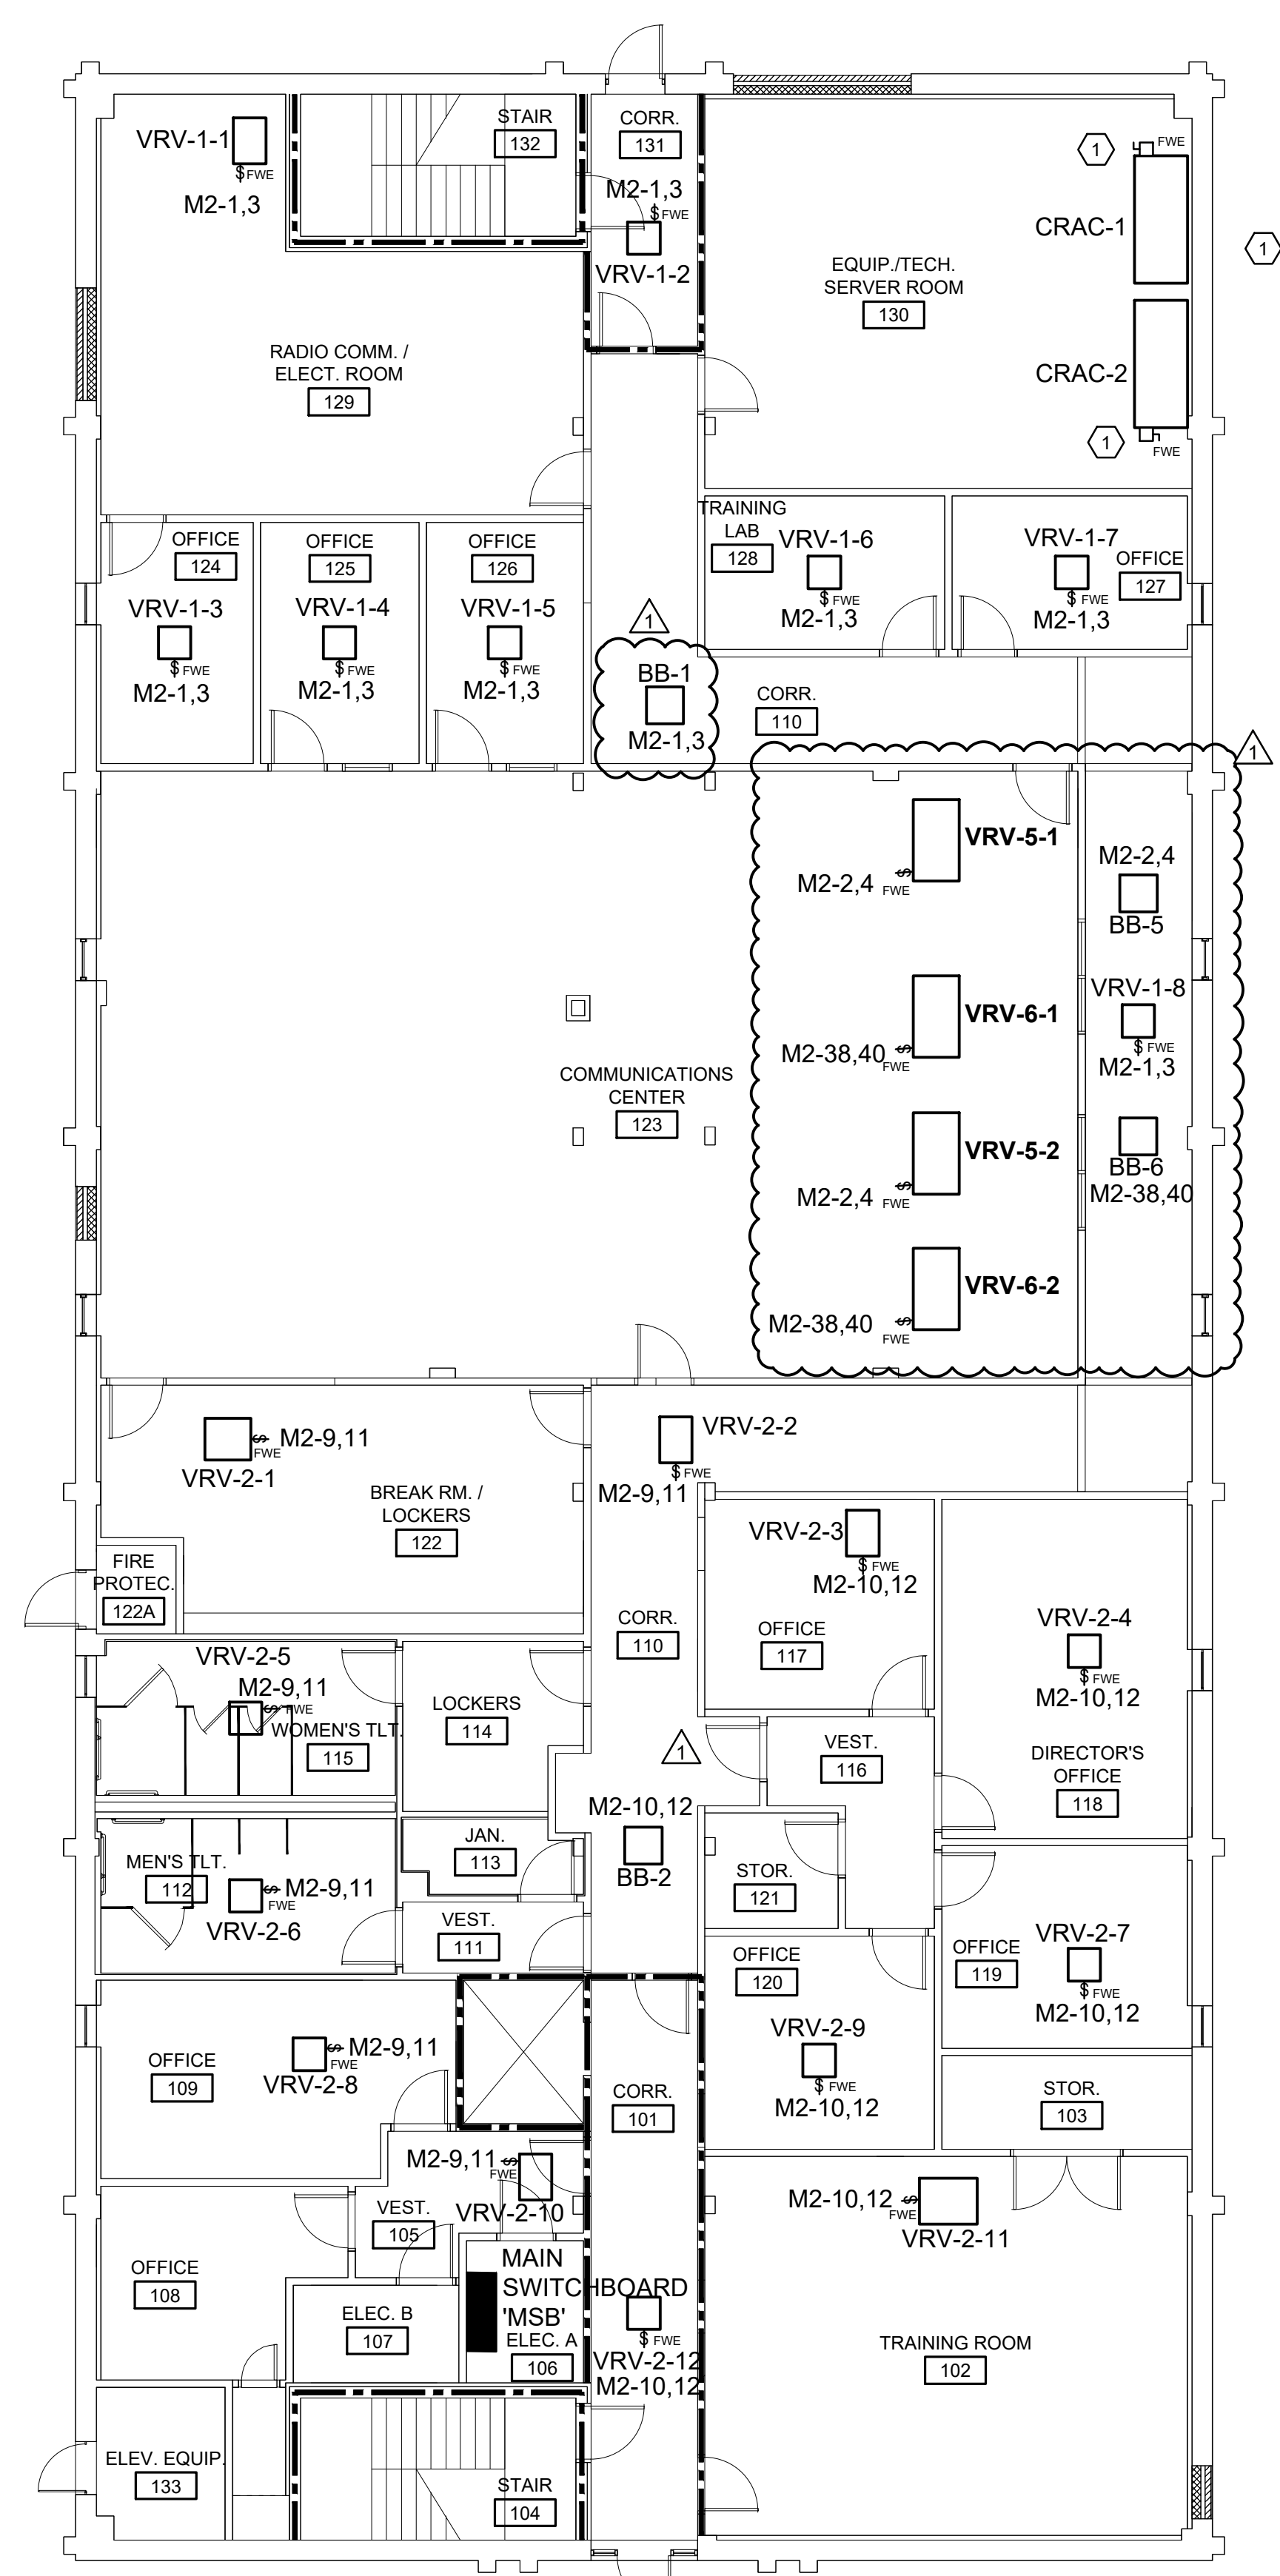 STAIR
132
CORR.
131
VRV-1-1
$ FWE
M2-1,3
M2-1,3
$ FWE
VRV-1-2
1
FWE
CRAC-1
1
EQUIP./TECH.
SERVER ROOM
130
CRAC-2
1
FWE
RADIO COMM. /
ELECT. ROOM
129
OFFICE
124
VRV-1-3
$ FWE
M2-1,3
OFFICE
125
VRV-1-4
$ FWE
M2-1,3
OFFICE
126
VRV-1-5
$ FWE
M2-1,3
TRAINING
LAB
128
VRV-1-6
$ FWE
M2-1,3
VRV-1-7
OFFICE
127
$ FWE
M2-1,3
1
BB-1
M2-1,3
CORR.
110
1
VRV-5-1
M2-2,4 $
FWE
M2-2,4
BB-5
VRV-6-1
M2-38,40 $
FWE
VRV-1-8
$ FWE
M2-1,3
COMMUNICATIONS
CENTER
123
VRV-5-2
M2-2,4 $
FWE
BB-6
M2-38,40
VRV-6-2
M2-38,40 $
FWE
$ M2-9,11
FWE
VRV-2-1
BREAK RM. /
LOCKERS
122
VRV-2-2
$ FWE
M2-9,11
VRV-2-3
$ FWE
M2-10,12
OFFICE
117
FIRE
PROTEC.
122A
CORR.
110
VRV-2-4
$ FWE
M2-10,12
DIRECTOR'S
OFFICE
118
VRV-2-5
M2-9,11
$ FWE
WOMEN'S TLT.
115
LOCKERS
114
1
VEST.
116
M2-10,12
BB-2
JAN.
113
MEN'S TLT.
112
$ M2-9,11
FWE
VRV-2-6
STOR.
121
VEST.
111
VRV-2-7
OFFICE
119
$ FWE
M2-10,12
OFFICE
120
VRV-2-9
$ FWE
M2-10,12
OFFICE
109
$ M2-9,11
FWE
VRV-2-8
CORR.
101
STOR.
103
M2-9,11 $
FWE
VRV-2-10
VEST.
105
M2-10,12 $
FWE
VRV-2-11
OFFICE
108
MAIN
SWITCHBOARD
'MSB'
ELEC. A
106
ELEC. B
107
$ FWE
VRV-2-12
M2-10,12
TRAINING ROOM
102
ELEV. EQUIP.
133
STAIR
104